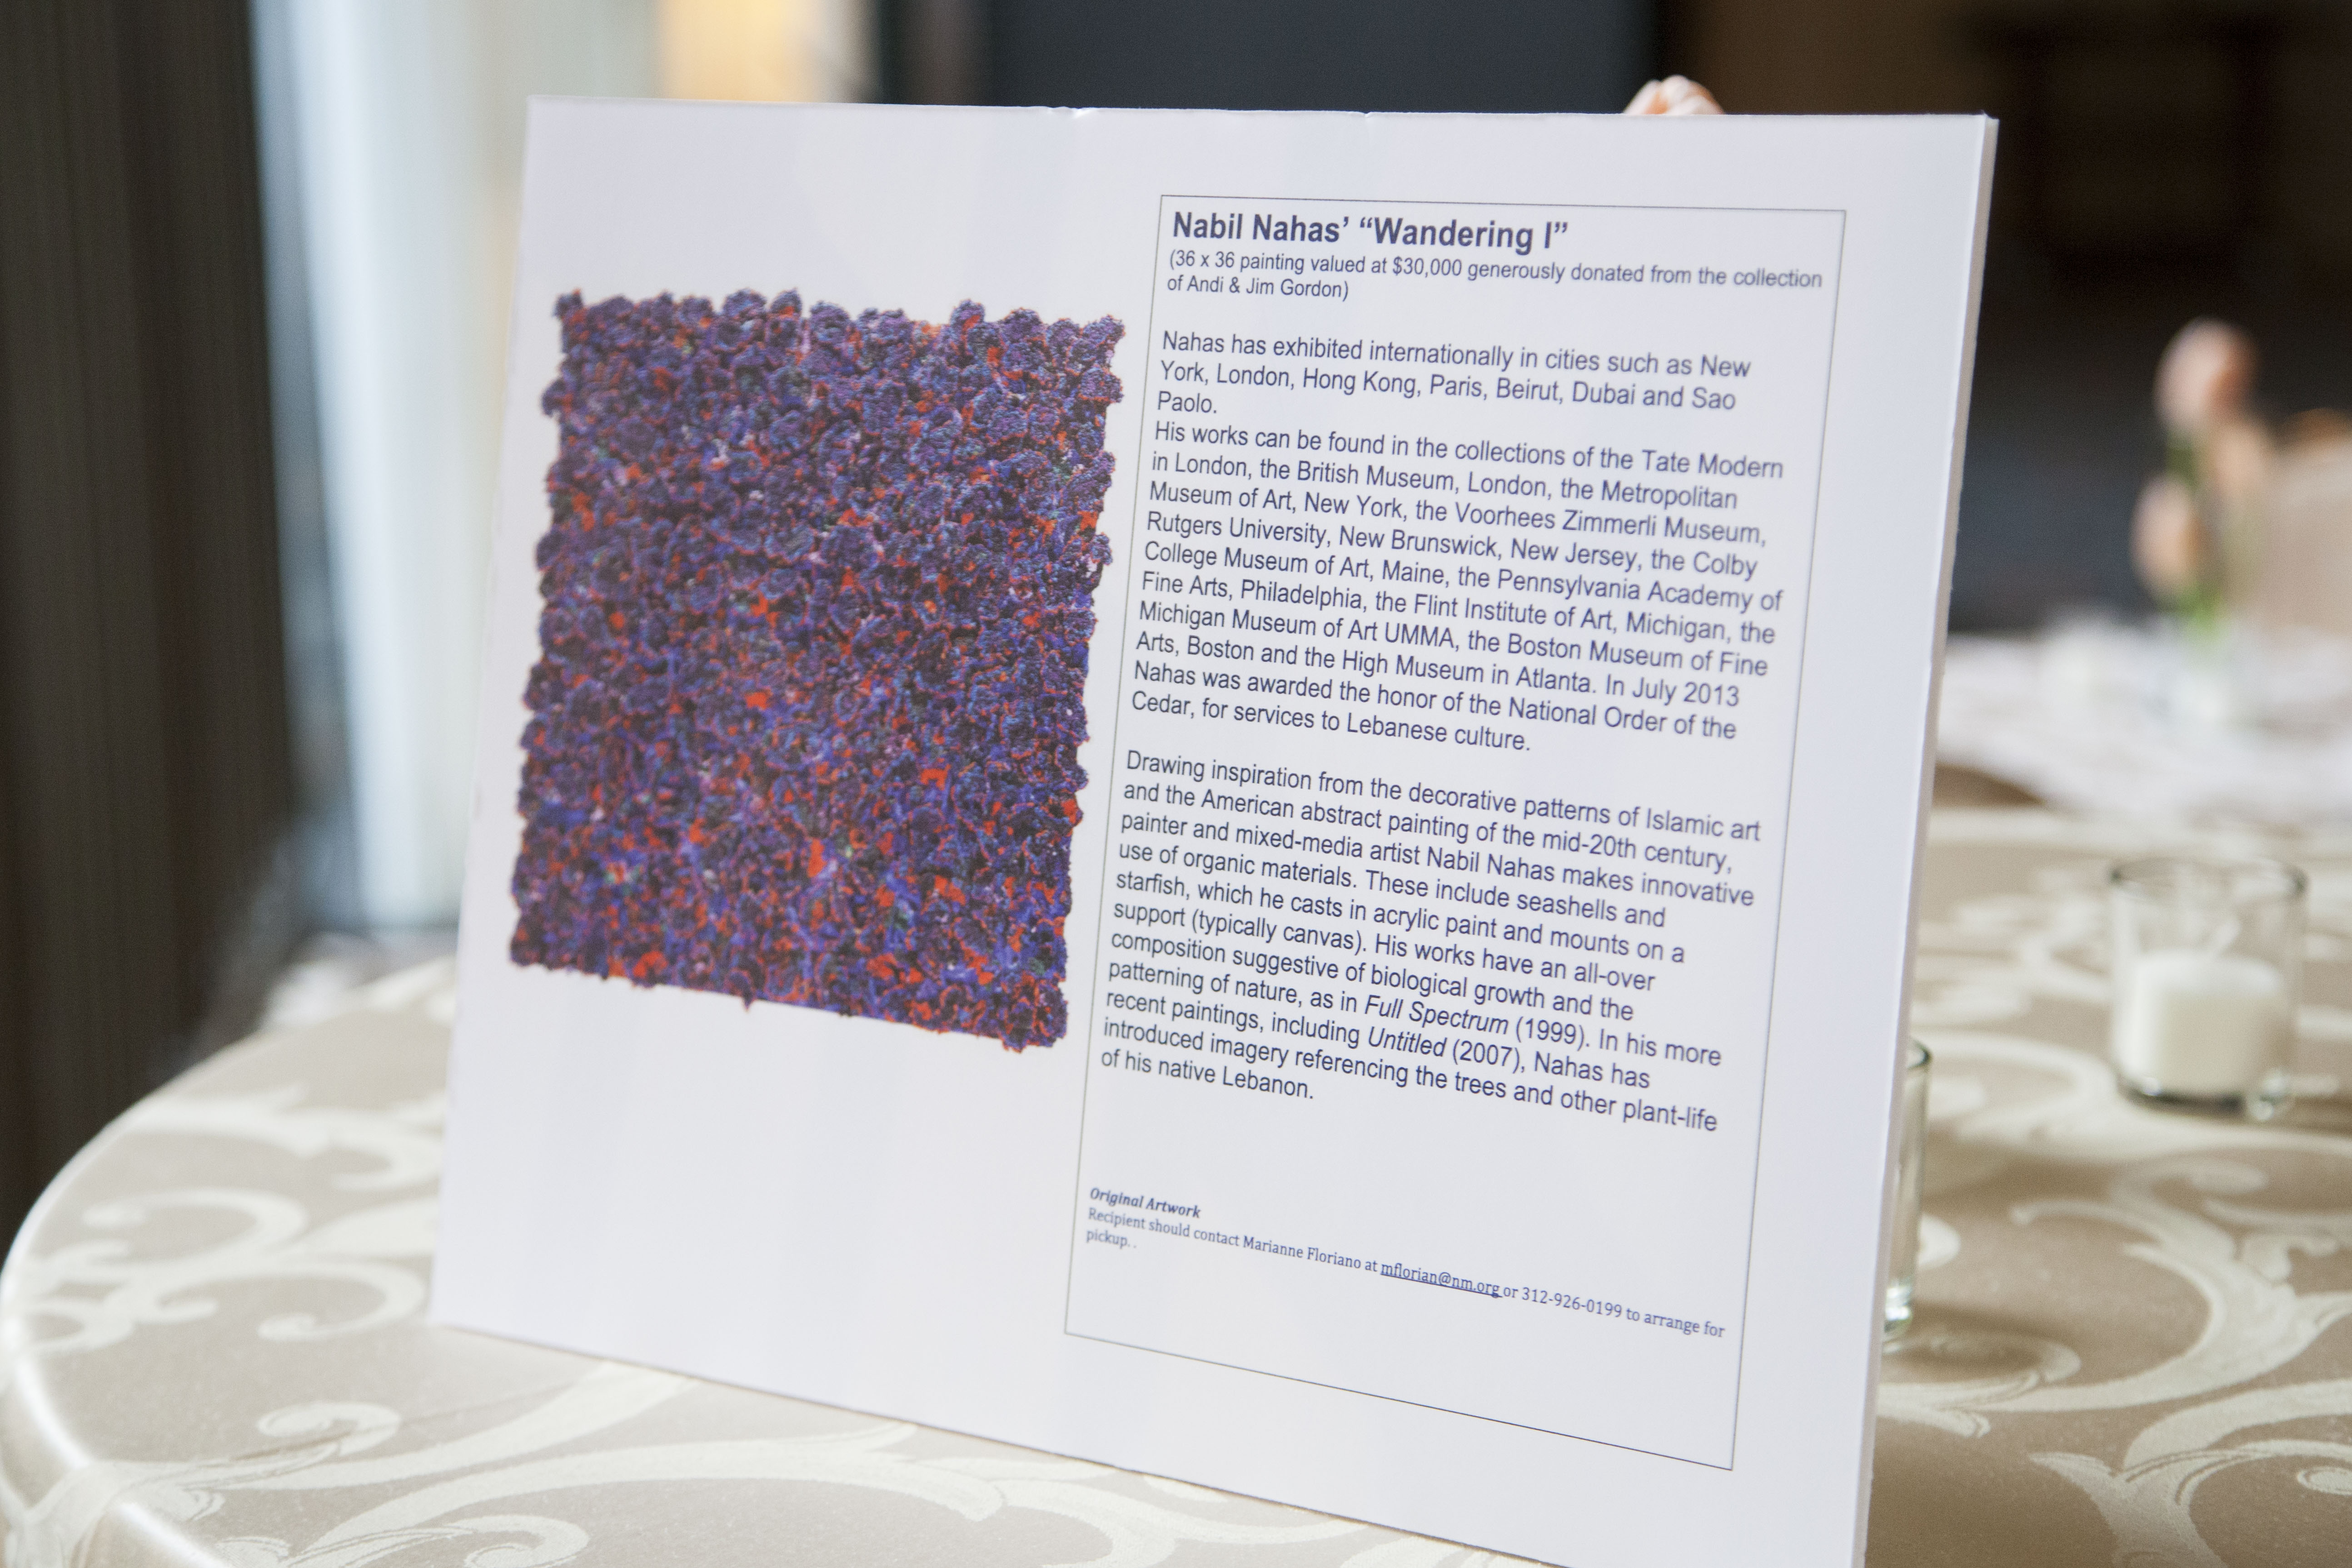 Nabil Nahas’ “Wandering I”
(36 x 36 painting valued at $30,000 generously donated from the collection
of Andi & Jim Gordon)
Nahas has exhibited internationally in cities such as New
York, London, Hong Kong, Paris, Beirut, Dubai and Sao
Paolo.
His works can be found in the collections of the Tate Modern
in London, the British Museum, London, the Metropolitan
Museum of Art, New York, the Voorhees Zimmerli Museum,
Rutgers University, New Brunswick, New Jersey, the Colby
College Museum of Art, Maine, the Pennsylvania Academy of
Fine Arts, Philadelphia, the Flint Institute of Art, Michigan, the
Michigan Museum of Art UMMA, the Boston Museum of Fine
Arts, Boston and the High Museum in Atlanta. In July 2013
Nahas was awarded the honor of the National Order of the
Cedar, for services to Lebanese culture.
Drawing inspiration from the decorative patterns of Islamic art
and the American abstract painting of the mid-20th century,
painter and mixed-media artist Nabil Nahas makes innovative
use of organic materials. These include seashells and
starfish, which he casts in acrylic paint and mounts on a
support (typically canvas). His works have an all-over
composition suggestive of biological growth and the
patterning of nature, as in Full Spectrum (1999). In his more
recent paintings, including Untitled (2007), Nahas has
introduced imagery referencing the trees and other plant-life
of his native Lebanon.
Original Artwork
Recipient should contact Marianne Floriano at mflorian@nm.org or 312-926-0199 to arrange for
pickup. .